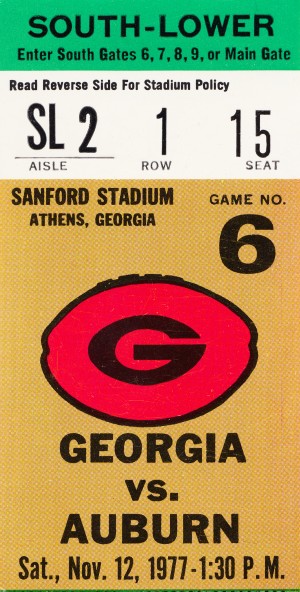 SOUTH-LOWER
Enter South Gates 6, 7, 8, 9, or Main Gate
Read Reverse Side For Stadium Policy
SL 2 1 15
AISLE ROW SEAT
SANFORD STADIUM GAME NO.
ATHENS, GEORGIA 6
G
GEORGIA
VS.
AUBURN
Sat., Nov. 12, 1977-1:30 P.M.